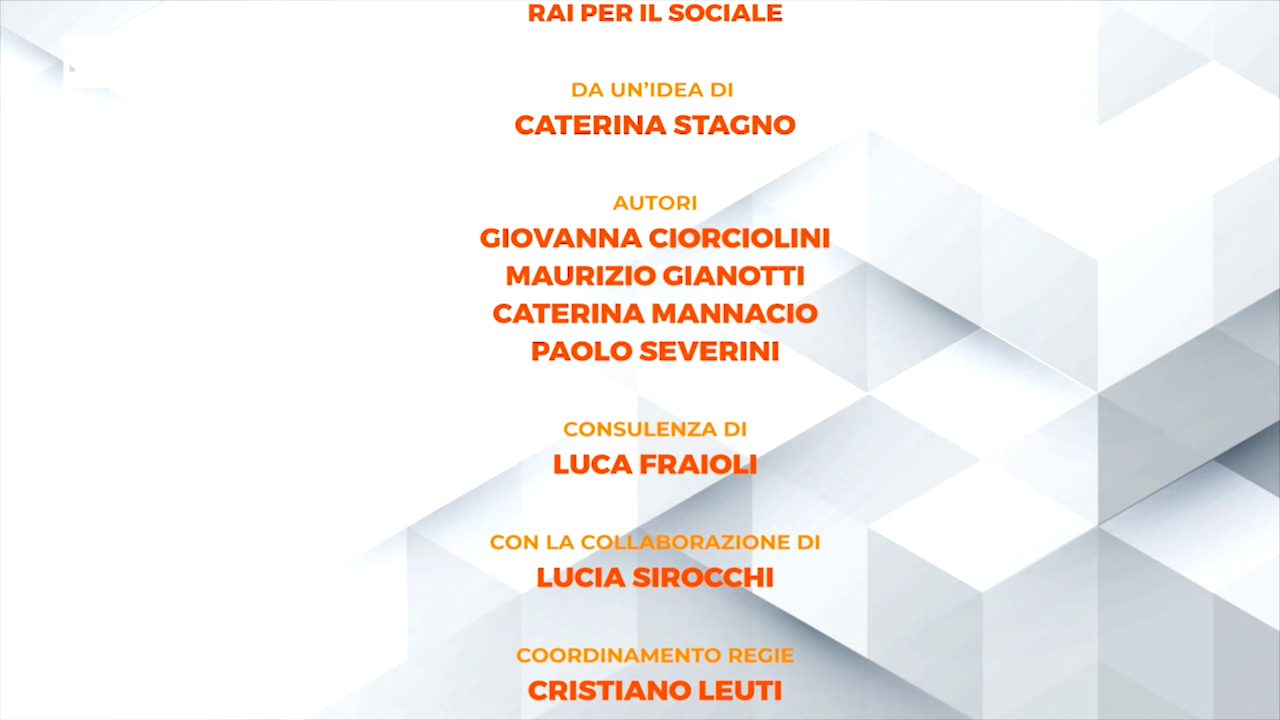 RAI PER IL SOCIALE
DA UN'IDEA DI
CATERINA STAGNO
AUTORI
GIOVANNA CIORCIOLINI
MAURIZIO GIANOTTI
CATERINA MANNACIO
PAOLO SEVERINI
CONSULENZA DI
LUCA FRAIOLI
CON LA COLLABORAZIONE DI
LUCIA SIROCCHI
COORDINAMENTO REGIE
CRISTIANO LEUTI